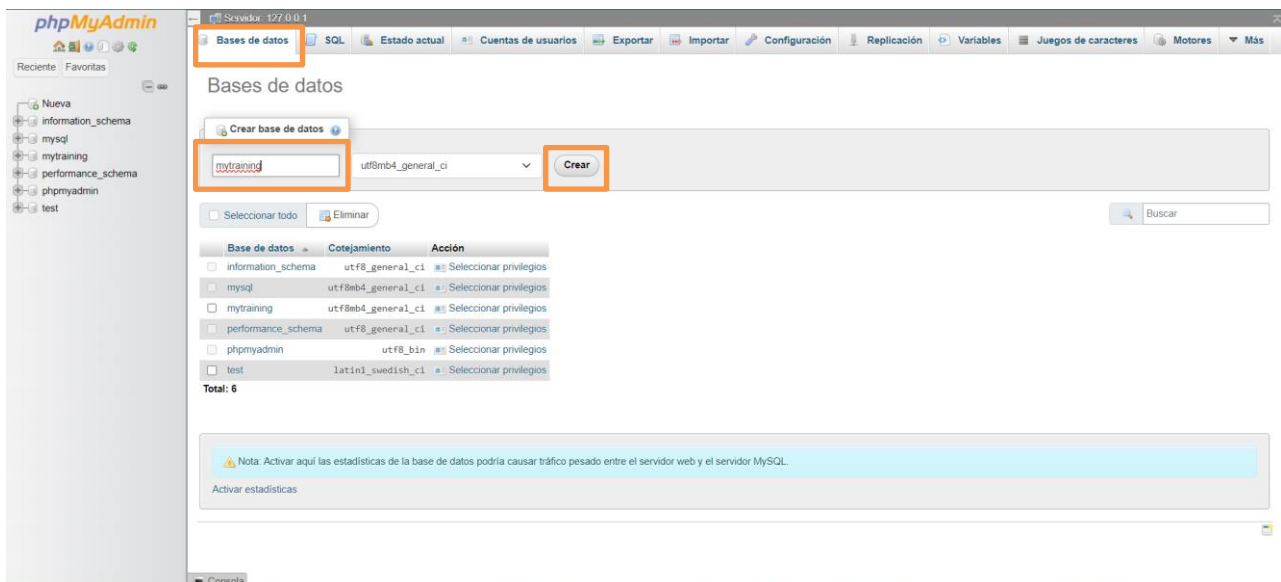 phpMyAdmin
Reciente Favoritas
Nueva
information_schema
mysql
mytraining
performance_schema
phpmyadmin
test
Servidor: 127.0.0.1
Bases de datos SQL Estado actual Cuentas de usuarios Exportar Importar Configuración Replicación Variables Juegos de caracteres Motores Más
Bases de datos
Crear base de datos
mytraining utf8mb4_general_ci Crear
Seleccionar todo Eliminar Buscar
Base de datos Cotejamiento Acción
information_schema utf8_general_ci Seleccionar privilegios
mysql utf8mb4_general_ci Seleccionar privilegios
mytraining utf8mb4_general_ci Seleccionar privilegios
performance_schema utf8_general_ci Seleccionar privilegios
phpmyadmin utf8_bin Seleccionar privilegios
test latin1_swedish_ci Seleccionar privilegios
Total: 6
Nota: Activar aquí las estadísticas de la base de datos podría causar tráfico pesado entre el servidor web y el servidor MySQL.
Activar estadísticas
Consola